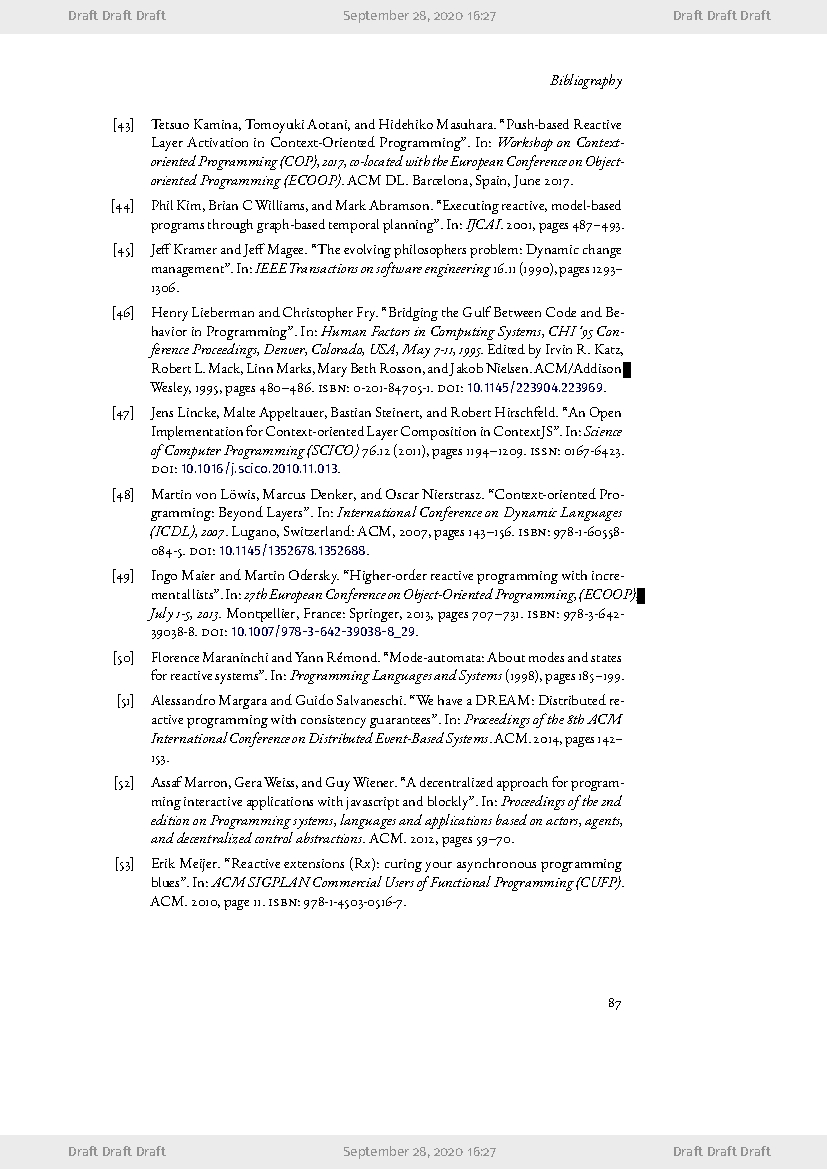 Draft Draft Draft September 28, 2020 16:27 Draft Draft Draft
Bibliography
[43] Tetsuo Kamina, Tomoyuki Aotani, and Hidehiko Masuhara. “Push-based Reactive
Layer Activation in Context-Oriented Programming”. In: Workshop on Context-
oriented Programming (COP), 2017, co-located with the European Conference on Object-
oriented Programming (ECOOP). ACM DL. Barcelona, Spain, June 2017.
[44] Phil Kim, Brian C Williams, and Mark Abramson. “Executing reactive, model-based
programs through graph-based temporal planning”. In: IJCAI. 2001, pages 487–493.
[45] Jeff Kramer and Jeff Magee. “The evolving philosophers problem: Dynamic change
management”. In: IEEE Transactions on software engineering 16.11 (1990), pages 1293–
1306.
[46] Henry Lieberman and Christopher Fry. “Bridging the Gulf Between Code and Be-
havior in Programming”. In: Human Factors in Computing Systems, CHI ’95 Con-
ference Proceedings, Denver, Colorado, USA, May 7-11, 1995. Edited by Irvin R. Katz,
Robert L. Mack, Linn Marks, Mary Beth Rosson, and Jakob Nielsen. ACM/Addison
Wesley, 1995, pages 480–486. ISBN: 0-201-84705-1. DOI: 10.1145/223904.223969.
[47] Jens Lincke, Malte Appeltauer, Bastian Steinert, and Robert Hirschfeld. “An Open
Implementation for Context-oriented Layer Composition in ContextJS”. In: Science
of Computer Programming (SCICO) 76.12 (2011), pages 1194–1209. ISSN: 0167-6423.
DOI: 10.1016/j.scico.2010.11.013.
[48] Martin von Löwis, Marcus Denker, and Oscar Nierstrasz. “Context-oriented Pro-
gramming: Beyond Layers”. In: International Conference on Dynamic Languages
(ICDL), 2007. Lugano, Switzerland: ACM, 2007, pages 143–156. ISBN: 978-1-60558-
084-5. DOI: 10.1145/1352678.1352688.
[49] Ingo Maier and Martin Odersky. “Higher-order reactive programming with incre-
mental lists”. In: 27th European Conference on Object-Oriented Programming, (ECOOP),
July 1-5, 2013. Montpellier, France: Springer, 2013, pages 707–731. ISBN: 978-3-642-
39038-8. DOI: 10.1007/978-3-642-39038-8_29.
[50] Florence Maraninchi and Yann Rémond. “Mode-automata: About modes and states
for reactive systems”. In: Programming Languages and Systems (1998), pages 185–199.
[51] Alessandro Margara and Guido Salvaneschi. “We have a DREAM: Distributed re-
active programming with consistency guarantees”. In: Proceedings of the 8th ACM
International Conference on Distributed Event-Based Systems. ACM. 2014, pages 142–
153.
[52] Assaf Marron, Gera Weiss, and Guy Wiener. “A decentralized approach for program-
ming interactive applications with javascript and blockly”. In: Proceedings of the 2nd
edition on Programming systems, languages and applications based on actors, agents,
and decentralized control abstractions. ACM. 2012, pages 59–70.
[53] Erik Meijer. “Reactive extensions (Rx): curing your asynchronous programming
blues”. In: ACM SIGPLAN Commercial Users of Functional Programming (CUFP).
ACM. 2010, page 11. ISBN: 978-1-4503-0516-7.
87
Draft Draft Draft September 28, 2020 16:27 Draft Draft Draft